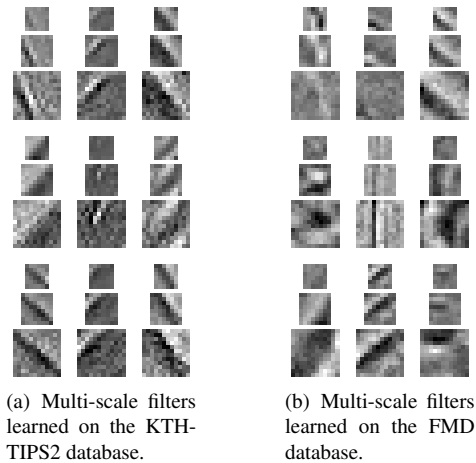 (a) Multi-scale filters
learned on the KTH-
TIPS2 database.
(b) Multi-scale filters
learned on the FMD
database.